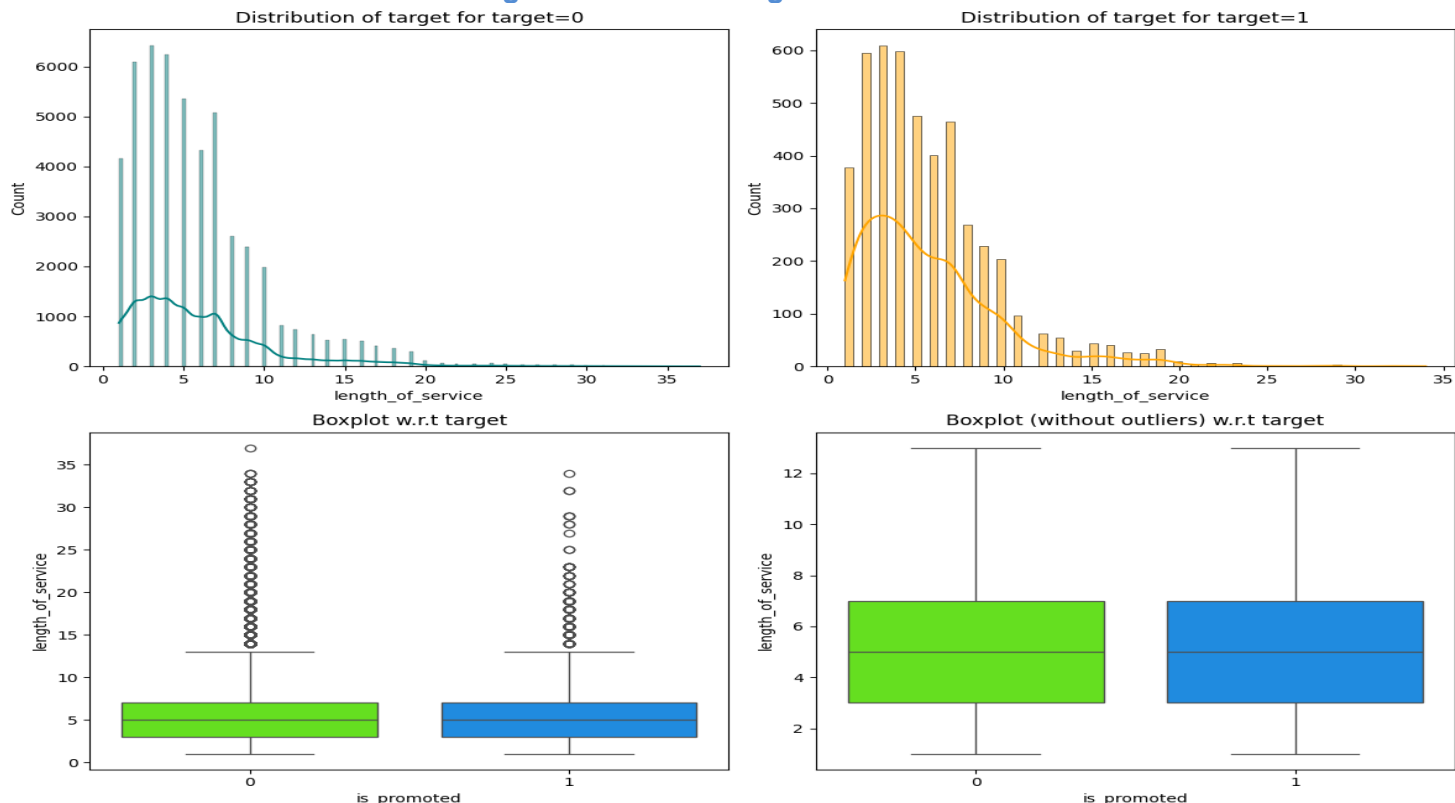 Distribution of target for target=0
6000
5000
4000
3000
2000
1000
0
Count
0 5 10 15 20 25 30 35
length_of_service
Distribution of target for target=1
600
500
400
300
200
100
0
Count
0 5 10 15 20 25 30 35
length_of_service
Boxplot w.r.t target
35
30
25
20
15
10
5
0
length_of_service
0 1
is_promoted
Boxplot (without outliers) w.r.t target
12
10
8
6
4
2
length_of_service
0 1
is_promoted